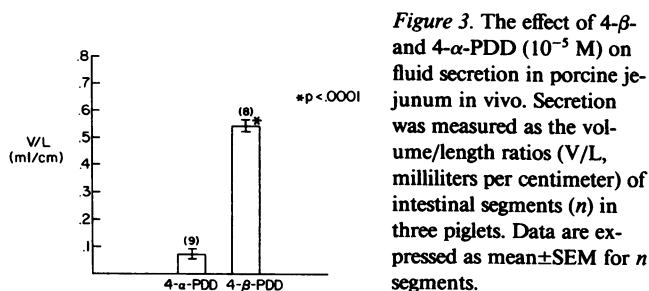 .8
.7
.6
.5
.4
.3
.2
.1
V/L
(ml/cm)
(9)
(8)
*
*p<.0001
4-α-PDD 4-β-PDD
Figure 3. The effect of 4-β-
and 4-α-PDD (10⁻⁵ M) on
fluid secretion in porcine je-
junum in vivo. Secretion
was measured as the vol-
ume/length ratios (V/L,
milliliters per centimeter) of
intestinal segments (n) in
three piglets. Data are ex-
pressed as mean±SEM for n
segments.